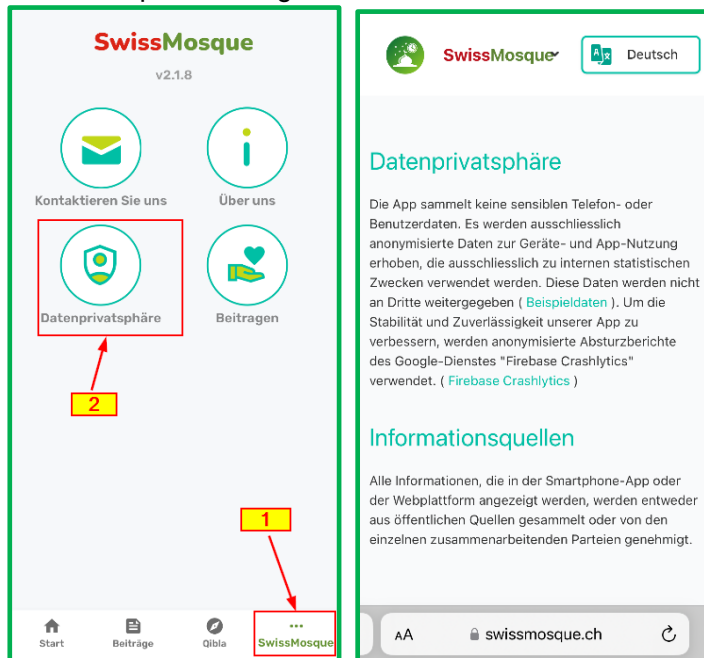 SwissMosque
v2.1.8
Kontaktieren Sie uns
Über uns
Datenprivatsphäre
Beitragen
2
1
Start
Beiträge
Qibla
SwissMosque
SwissMosque
Deutsch
Datenprivatsphäre
Die App sammelt keine sensiblen Telefon- oder
Benutzerdaten. Es werden ausschliesslich
anonymisierte Daten zur Geräte- und App-Nutzung
erhoben, die ausschliesslich zu internen statistischen
Zwecken verwendet werden. Diese Daten werden nicht
an Dritte weitergegeben ( Beispieldaten ). Um die
Stabilität und Zuverlässigkeit unserer App zu
verbessern, werden anonymisierte Absturzberichte
des Google-Dienstes "Firebase Crashlytics"
verwendet. ( Firebase Crashlytics )
Informationsquellen
Alle Informationen, die in der Smartphone-App oder
der Webplattform angezeigt werden, werden entweder
aus öffentlichen Quellen gesammelt oder von den
einzelnen zusammenarbeitenden Parteien genehmigt.
AA
swissmosque.ch